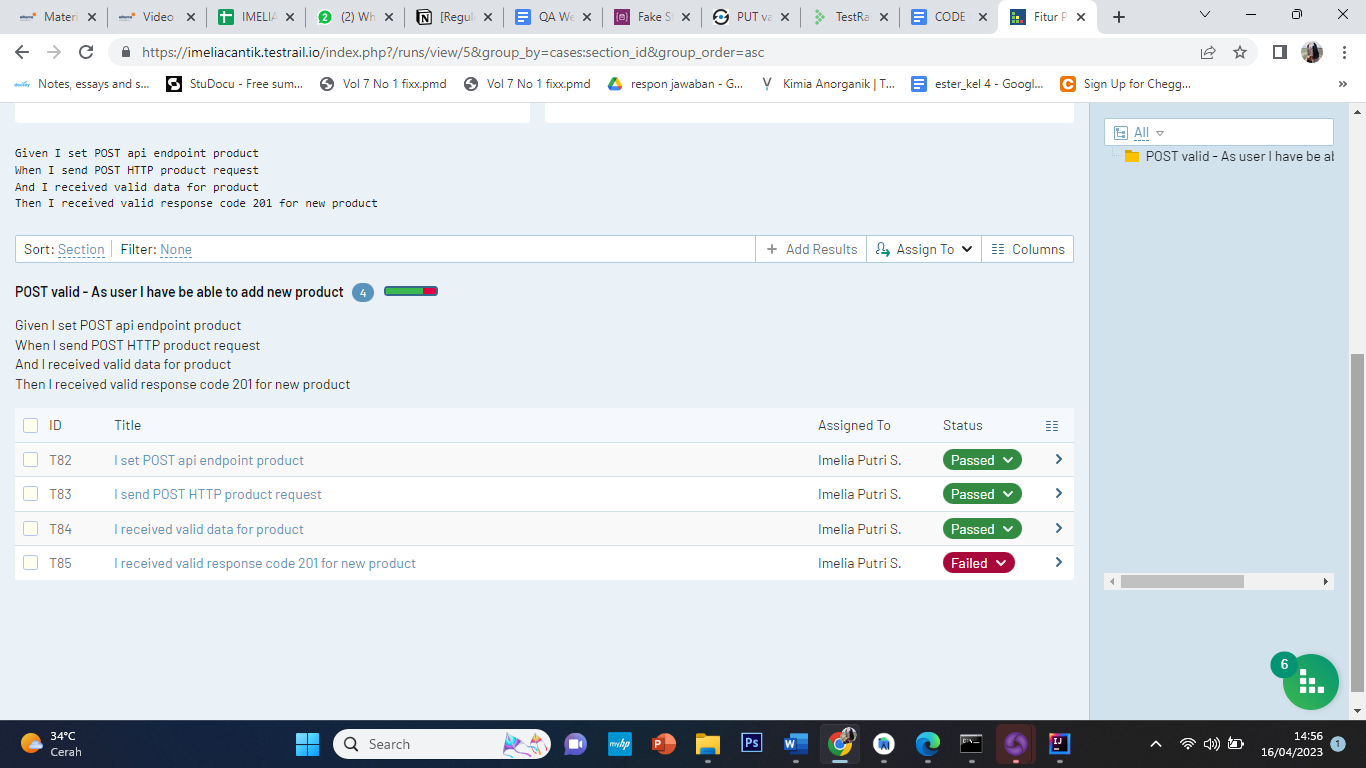 Materi
Video
IMELIA
(2) Wh
[Regul
QA We
Fake St
PUT va
TestRa
CODE
Fitur P
https://imeliacantik.testrail.io/index.php?/runs/view/5&group_by=cases:section_id&group_order=asc
Notes, essays and s...
StuDocu - Free sum...
Vol 7 No 1 fixx.pmd
Vol 7 No 1 fixx.pmd
respon jawaban - G...
Kimia Anorganik | T...
ester_kel 4 - Googl...
Sign Up for Chegg...
»
Given I set POST api endpoint product
When I send POST HTTP product request
And I received valid data for product
Then I received valid response code 201 for new product
All
POST valid - As user I have be ab
Sort: Section Filter: None
+ Add Results
Assign To
Columns
POST valid - As user I have be able to add new product 4
Given I set POST api endpoint product
When I send POST HTTP product request
And I received valid data for product
Then I received valid response code 201 for new product
ID Title Assigned To Status
T82 I set POST api endpoint product Imelia Putri S. Passed
T83 I send POST HTTP product request Imelia Putri S. Passed
T84 I received valid data for product Imelia Putri S. Passed
T85 I received valid response code 201 for new product Imelia Putri S. Failed
6
34°C
Cerah
Search
14:56
16/04/2023
1